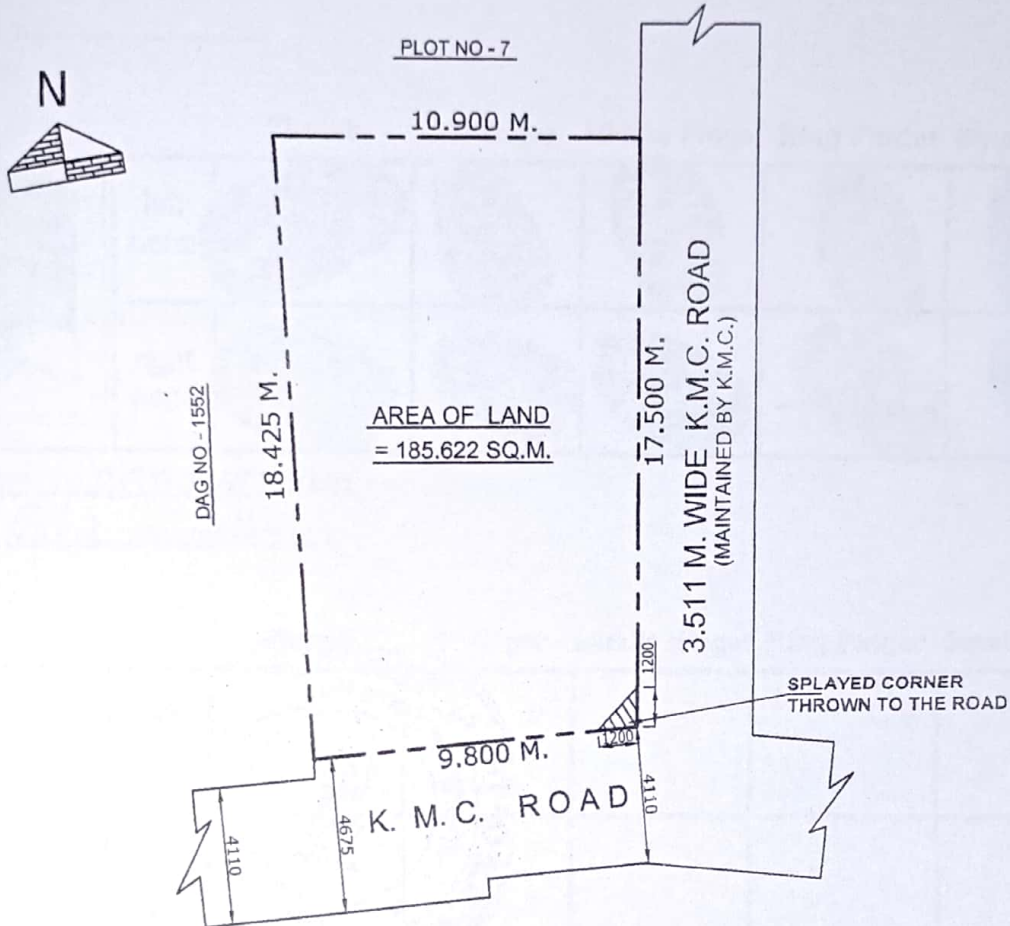 PLOT NO - 7
N
10.900 M.
DAG NO - 1552
18.425 M.
AREA OF LAND
= 185.622 SQ.M.
17.500 M.
3.511 M. WIDE K.M.C. ROAD
(MAINTAINED BY K.M.C.)
1200
SPLAYED CORNER
THROWN TO THE ROAD
1200
9.800 M.
K. M. C. ROAD
4110
4675
4110